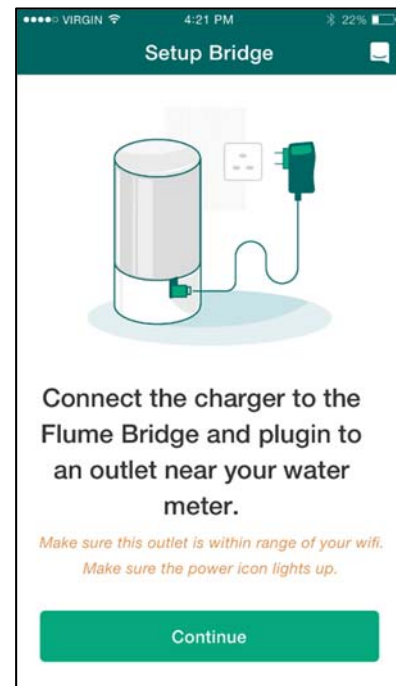 VIRGIN 4:21 PM 22%
Setup Bridge
Connect the charger to the
Flume Bridge and plugin to
an outlet near your water
meter.
Make sure this outlet is within range of your wifi.
Make sure the power icon lights up.
Continue